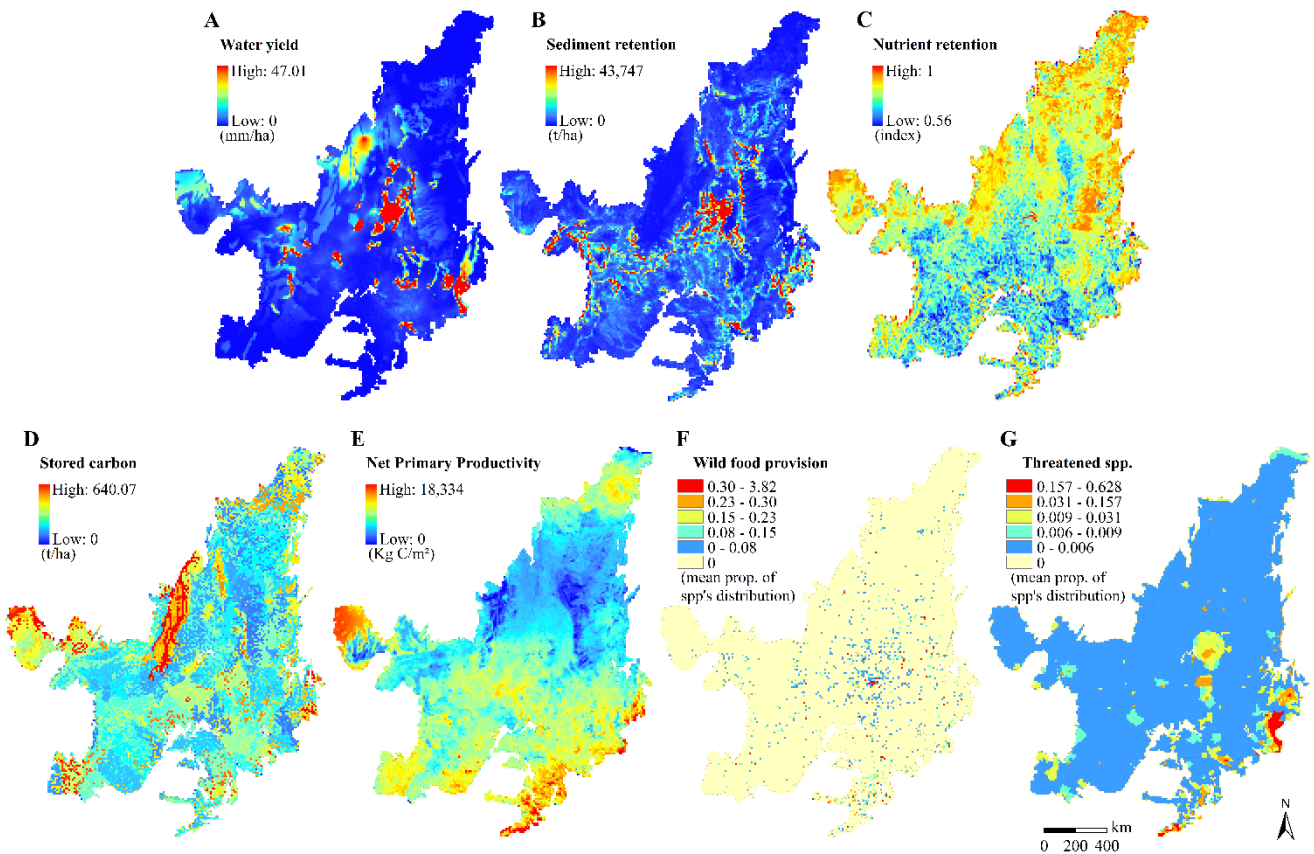 A
Water yield
High: 47.01
Low: 0
(mm/ha)
B
Sediment retention
High: 43,747
Low: 0
(t/ha)
C
Nutrient retention
High: 1
Low: 0.56
(index)
D
Stored carbon
High: 640.07
Low: 0
(t/ha)
E
Net Primary Productivity
High: 18,334
Low: 0
(Kg C/m²)
F
Wild food provision
0.30 - 3.82
0.23 - 0.30
0.15 - 0.23
0.08 - 0.15
0 - 0.08
0
(mean prop. of
spp's distribution)
G
Threatened spp.
0.157 - 0.628
0.031 - 0.157
0.009 - 0.031
0.006 - 0.009
0 - 0.006
0
(mean prop. of
spp's distribution)
N
km
0 200 400